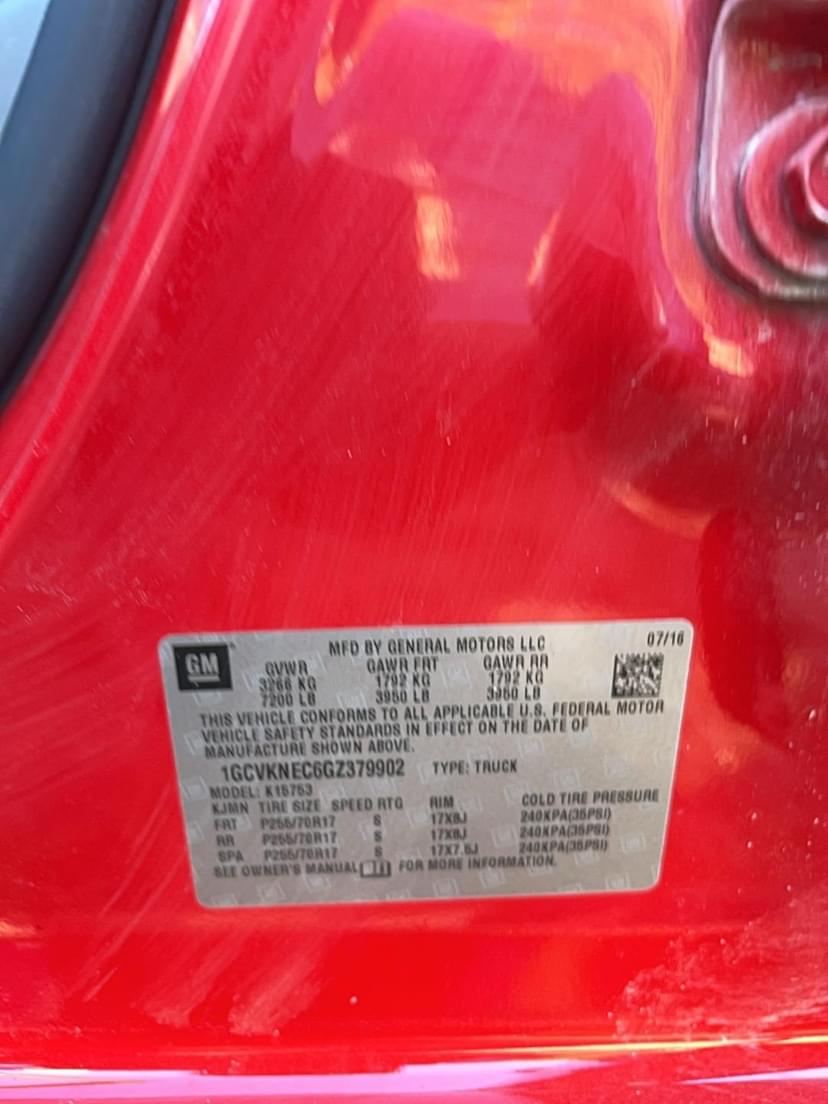 GM
MFD BY GENERAL MOTORS LLC 07/16
GVWR GAWR FRT GAWR RR
3266 KG 1792 KG 1792 KG
7200 LB 3950 LB 3950 LB
THIS VEHICLE CONFORMS TO ALL APPLICABLE U.S. FEDERAL MOTOR
VEHICLE SAFETY STANDARDS IN EFFECT ON THE DATE OF
MANUFACTURE SHOWN ABOVE.
1GCVKNEC6GZ379902 TYPE: TRUCK
MODEL: K15753
KJMN TIRE SIZE SPEED RTG RIM COLD TIRE PRESSURE
FRT P255/70R17 S 17X8J 240KPA(35PSI)
RR P255/70R17 S 17X8J 240KPA(35PSI)
SPA P255/70R17 S 17X7.5J 240KPA(35PSI)
SEE OWNER'S MANUAL FOR MORE INFORMATION.